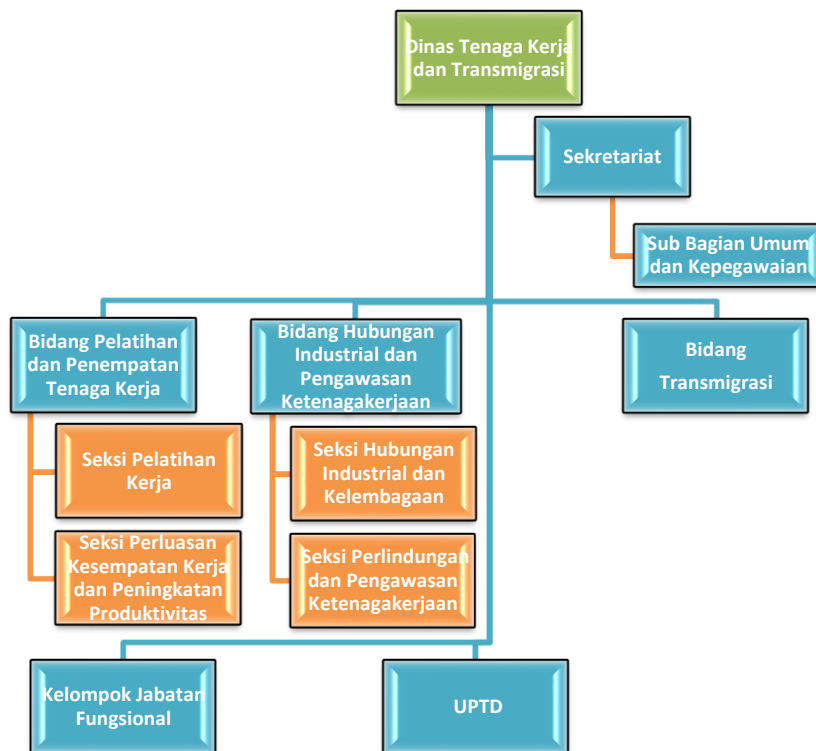 Dinas Tenaga Kerja
dan Transmigrasi
Sekretariat
Sub Bagian Umum
dan Kepegawaian
Bidang Pelatihan
dan Penempatan
Tenaga Kerja
Bidang Hubungan
Industrial dan
Pengawasan
Ketenagakerjaan
Bidang
Transmigrasi
Seksi Pelatihan
Kerja
Seksi Hubungan
Industrial dan
Kelembagaan
Seksi Perluasan
Kesempatan Kerja
dan Peningkatan
Produktivitas
Seksi Perlindungan
dan Pengawasan
Ketenagakerjaan
Kelompok Jabatan
Fungsional
UPTD